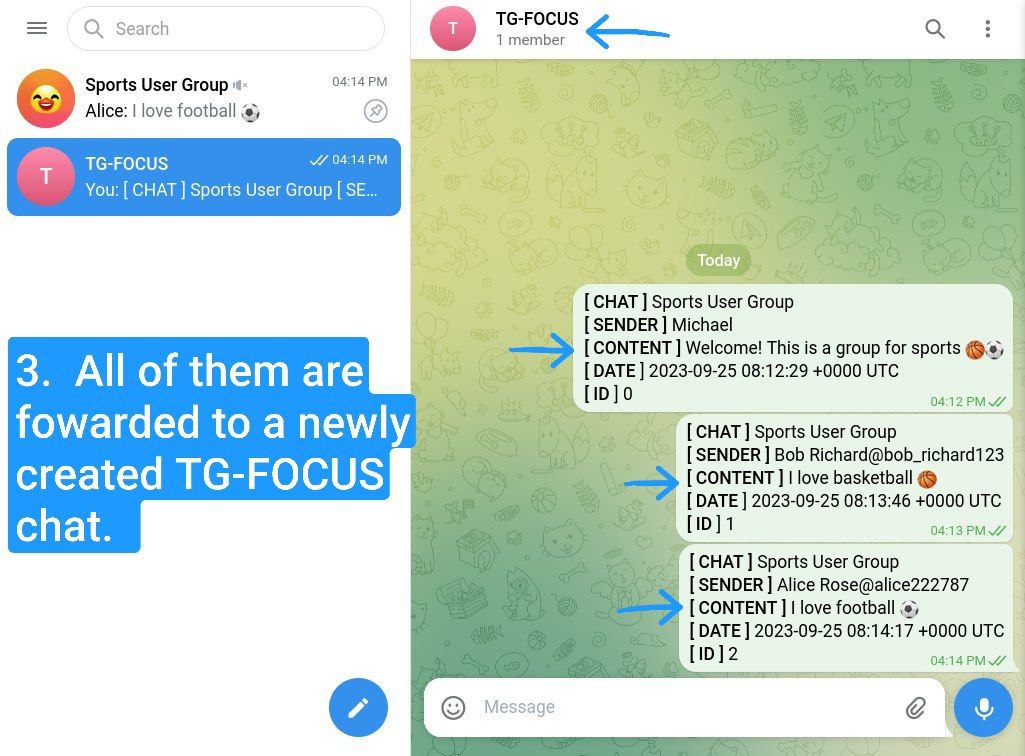 Search
Sports User Group
04:14 PM
Alice: I love football ⚽
T
TG-FOCUS
04:14 PM
You: [ CHAT ] Sports User Group [ SE...
3. All of them are
fowarded to a newly
created TG-FOCUS
chat.
T
TG-FOCUS
1 member
Today
[ CHAT ] Sports User Group
[ SENDER ] Michael
[ CONTENT ] Welcome! This is a group for sports 🏀⚽
[ DATE ] 2023-09-25 08:12:29 +0000 UTC
[ ID ] 0
04:12 PM
[ CHAT ] Sports User Group
[ SENDER ] Bob Richard@bob_richard123
[ CONTENT ] I love basketball 🏀
[ DATE ] 2023-09-25 08:13:46 +0000 UTC
[ ID ] 1
04:13 PM
[ CHAT ] Sports User Group
[ SENDER ] Alice Rose@alice222787
[ CONTENT ] I love football ⚽
[ DATE ] 2023-09-25 08:14:17 +0000 UTC
[ ID ] 2
04:14 PM
Message